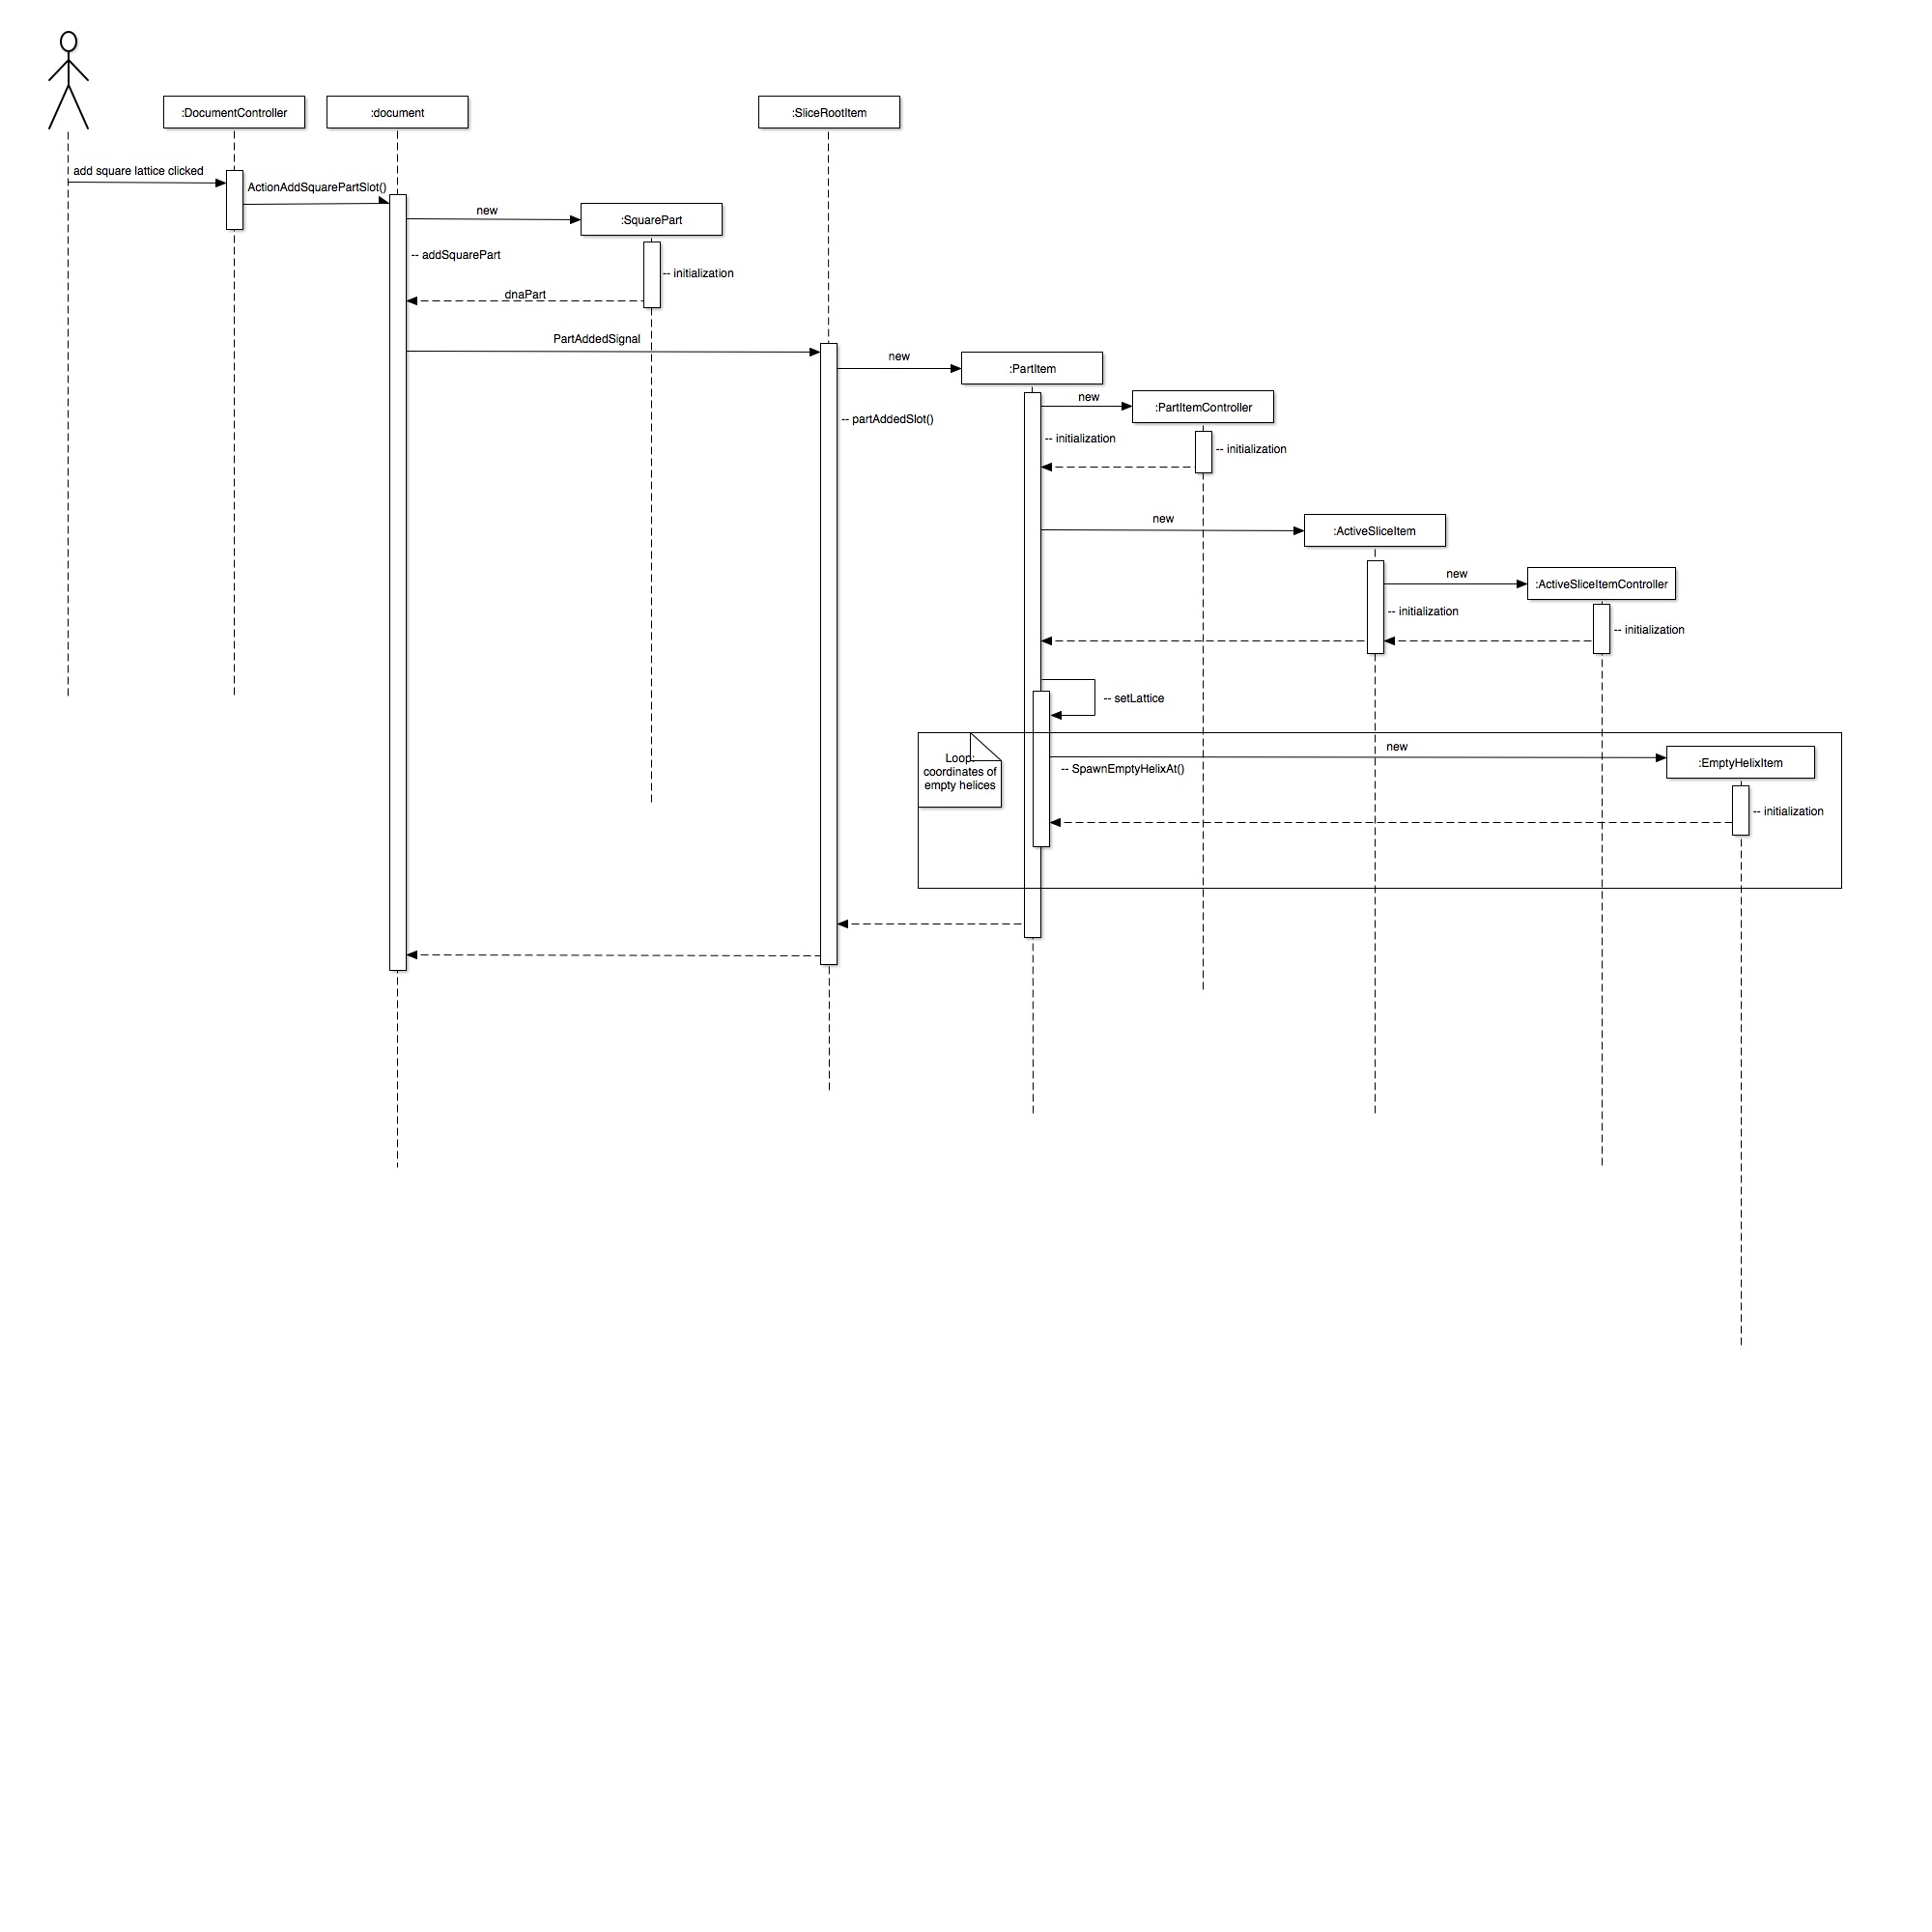 :DocumentController
:document
:SliceRootItem
add square lattice clicked
ActionAddSquarePartSlot()
new
:SquarePart
-- addSquarePart
-- initialization
dnaPart
PartAddedSignal
new
:PartItem
new
:PartItemController
-- partAddedSlot()
-- initialization
-- initialization
new
:ActiveSliceItem
new
:ActiveSliceItemController
-- initialization
-- initialization
-- setLattice
new
Loop:
coordinates of
empty helices
-- SpawnEmptyHelixAt()
:EmptyHelixItem
-- initialization